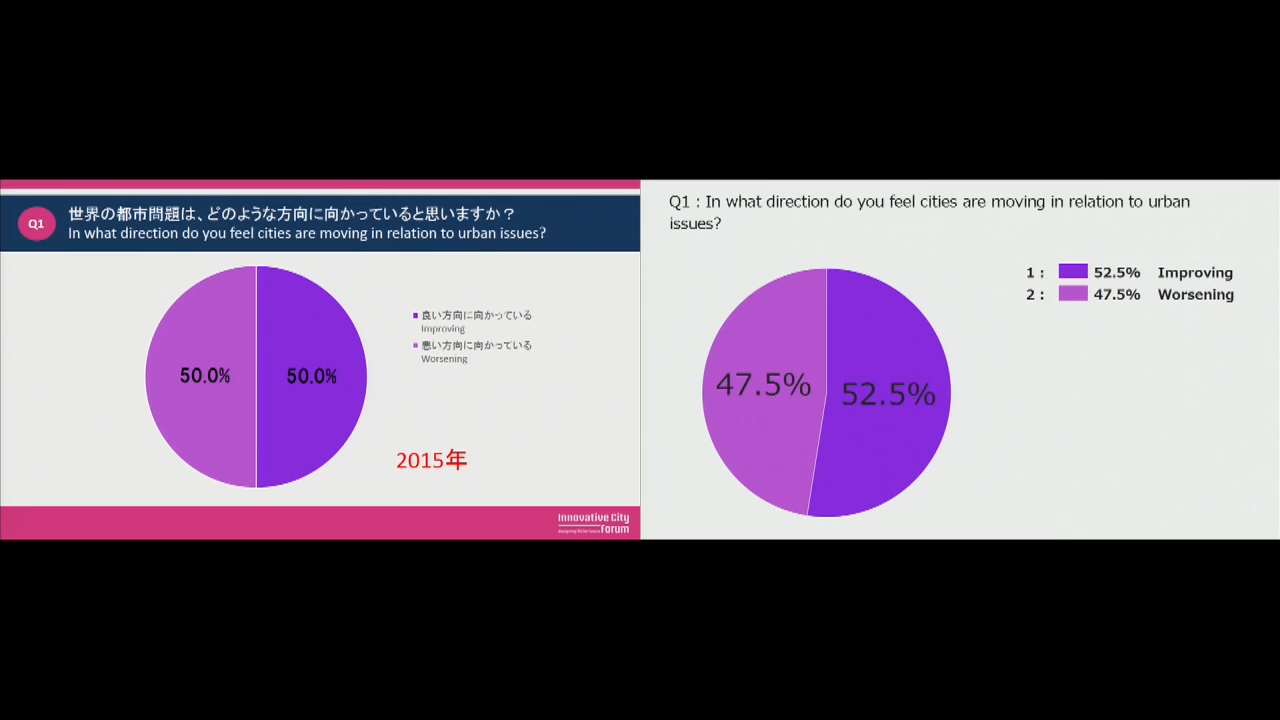 Q1
世界の都市問題は、どのような方向に向かっていると思いますか？
In what direction do you feel cities are moving in relation to urban issues?
50.0%
50.0%
良い方向に向かっている
Improving
悪い方向に向かっている
Worsening
2015年
Innovative City
Forum
Q1 : In what direction do you feel cities are moving in relation to urban
issues?
1 : 52.5% Improving
2 : 47.5% Worsening
47.5%
52.5%